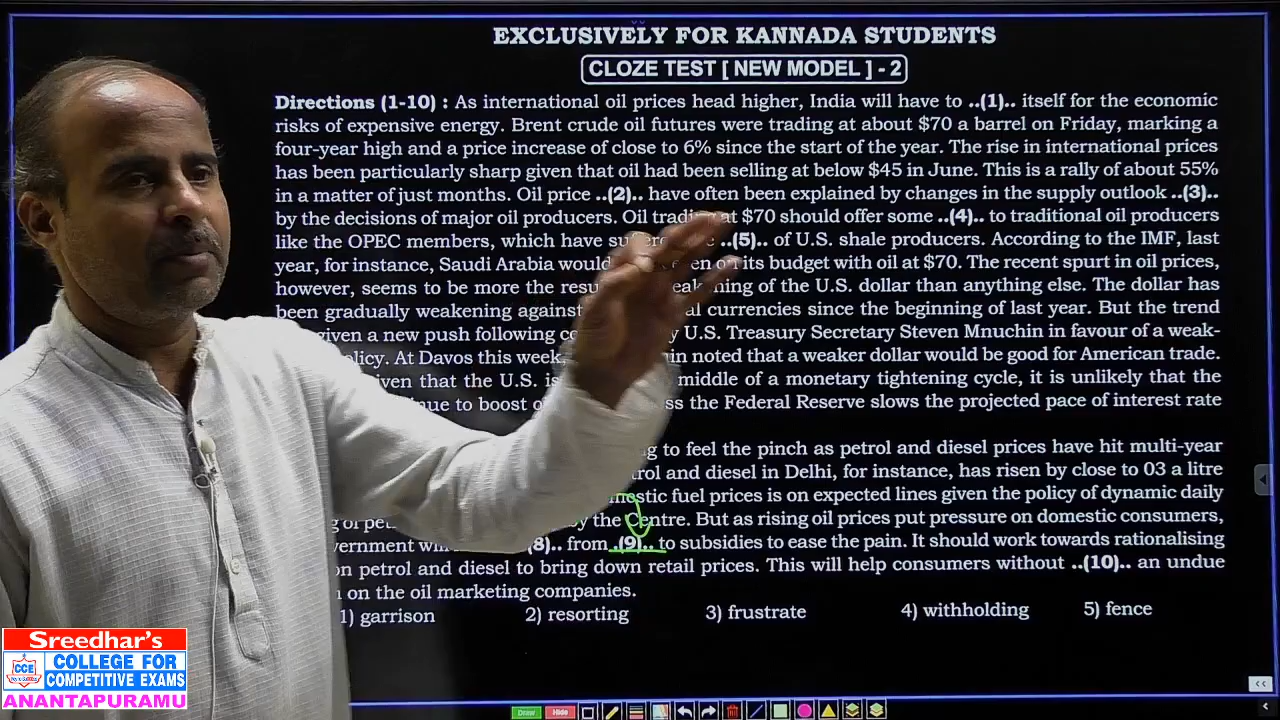 EXCLUSIVELY FOR KANNADA STUDENTS
CLOZE TEST [ NEW MODEL ] - 2
Directions (1-10) : As international oil prices head higher, India will have to ..(1).. itself for the economic
risks of expensive energy. Brent crude oil futures were trading at about $70 a barrel on Friday, marking a
four-year high and a price increase of close to 6% since the start of the year. The rise in international prices
has been particularly sharp given that oil had been selling at below $45 in June. This is a rally of about 55%
in a matter of just months. Oil price ..(2).. have often been explained by changes in the supply outlook ..(3)..
by the decisions of major oil producers. Oil trading at $70 should offer some ..(4).. to traditional oil producers
like the OPEC members, which have ..(5).. of U.S. shale producers. According to the IMF, last
year, for instance, Saudi Arabia would on its budget with oil at $70. The recent spurt in oil prices,
however, seems to be more the of the U.S. dollar than anything else. The dollar has
been gradually weakening against currencies since the beginning of last year. But the trend
given a new push following U.S. Treasury Secretary Steven Mnuchin in favour of a weak-
policy. At Davos this week, noted that a weaker dollar would be good for American trade.
that the U.S. is middle of a monetary tightening cycle, it is unlikely that the
to boost the Federal Reserve slows the projected pace of interest rate
to feel the pinch as petrol and diesel prices have hit multi-year
and diesel in Delhi, for instance, has risen by close to 03 a litre
fuel prices is on expected lines given the policy of dynamic daily
of by the Centre. But as rising oil prices put pressure on domestic consumers,
(8).. from ..(9).. to subsidies to ease the pain. It should work towards rationalising
on petrol and diesel to bring down retail prices. This will help consumers without ..(10).. an undue
on the oil marketing companies.
1) garrison 2) resorting 3) frustrate 4) withholding 5) fence
Sreedhar's
CCE
COLLEGE FOR
COMPETITIVE EXAMS
ANANTAPURAMU
Draw Hide